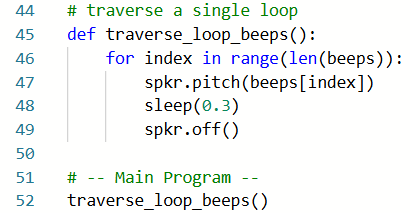 44 # traverse a single loop
45 def traverse_loop_beeps():
46     for index in range(len(beeps)):
47         spkr.pitch(beeps[index])
48         sleep(0.3)
49         spkr.off()
50
51 # -- Main Program --
52 traverse_loop_beeps()